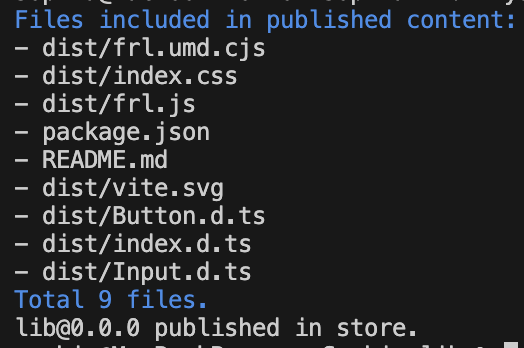 Files included in published content:
- dist/frl.umd.cjs
- dist/index.css
- dist/frl.js
- package.json
- README.md
- dist/vite.svg
- dist/Button.d.ts
- dist/index.d.ts
- dist/Input.d.ts
Total 9 files.
lib@0.0.0 published in store.